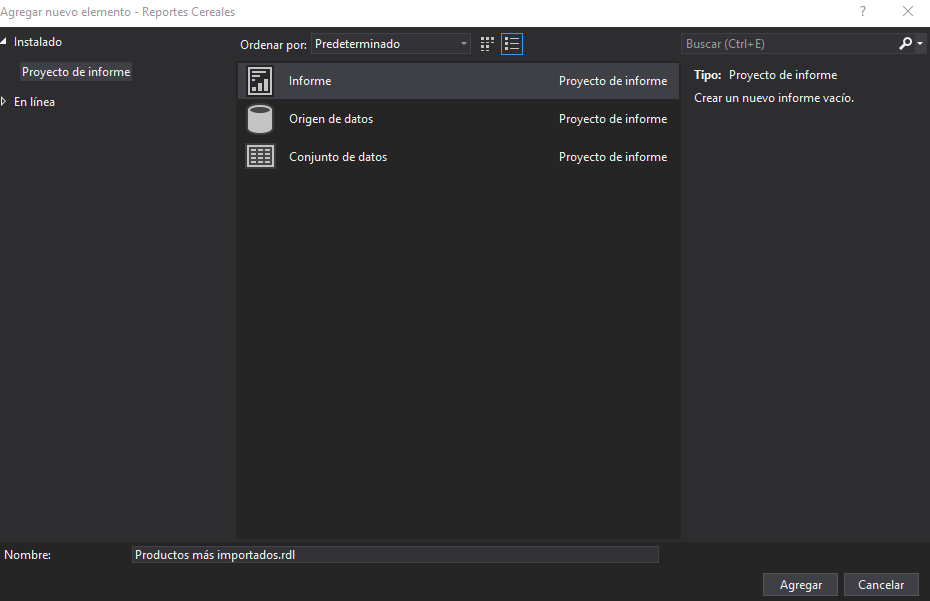 Agregar nuevo elemento - Reportes Cereales
?
Instalado
Proyecto de informe
En línea
Ordenar por: Predeterminado
Informe Proyecto de informe
Origen de datos Proyecto de informe
Conjunto de datos Proyecto de informe
Buscar (Ctrl+E)
Tipo: Proyecto de informe
Crear un nuevo informe vacío.
Nombre: Productos más importados.rdl
Agregar Cancelar